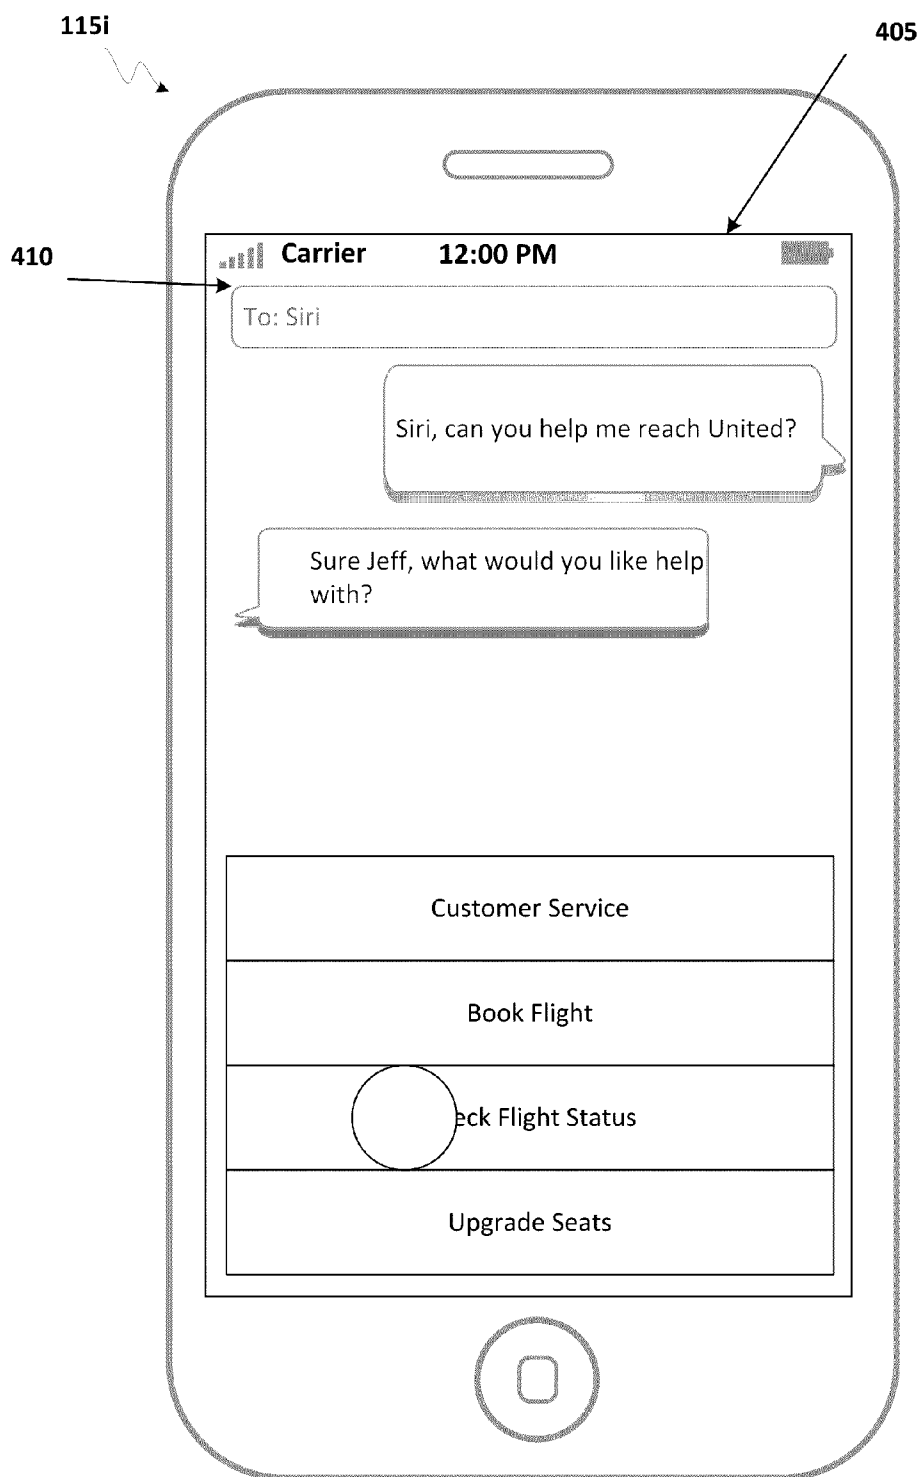 115i
405
410
Carrier 12:00 PM
To: Siri
Siri, can you help me reach United?
Sure Jeff, what would you like help
with?
Customer Service
Book Flight
eck Flight Status
Upgrade Seats